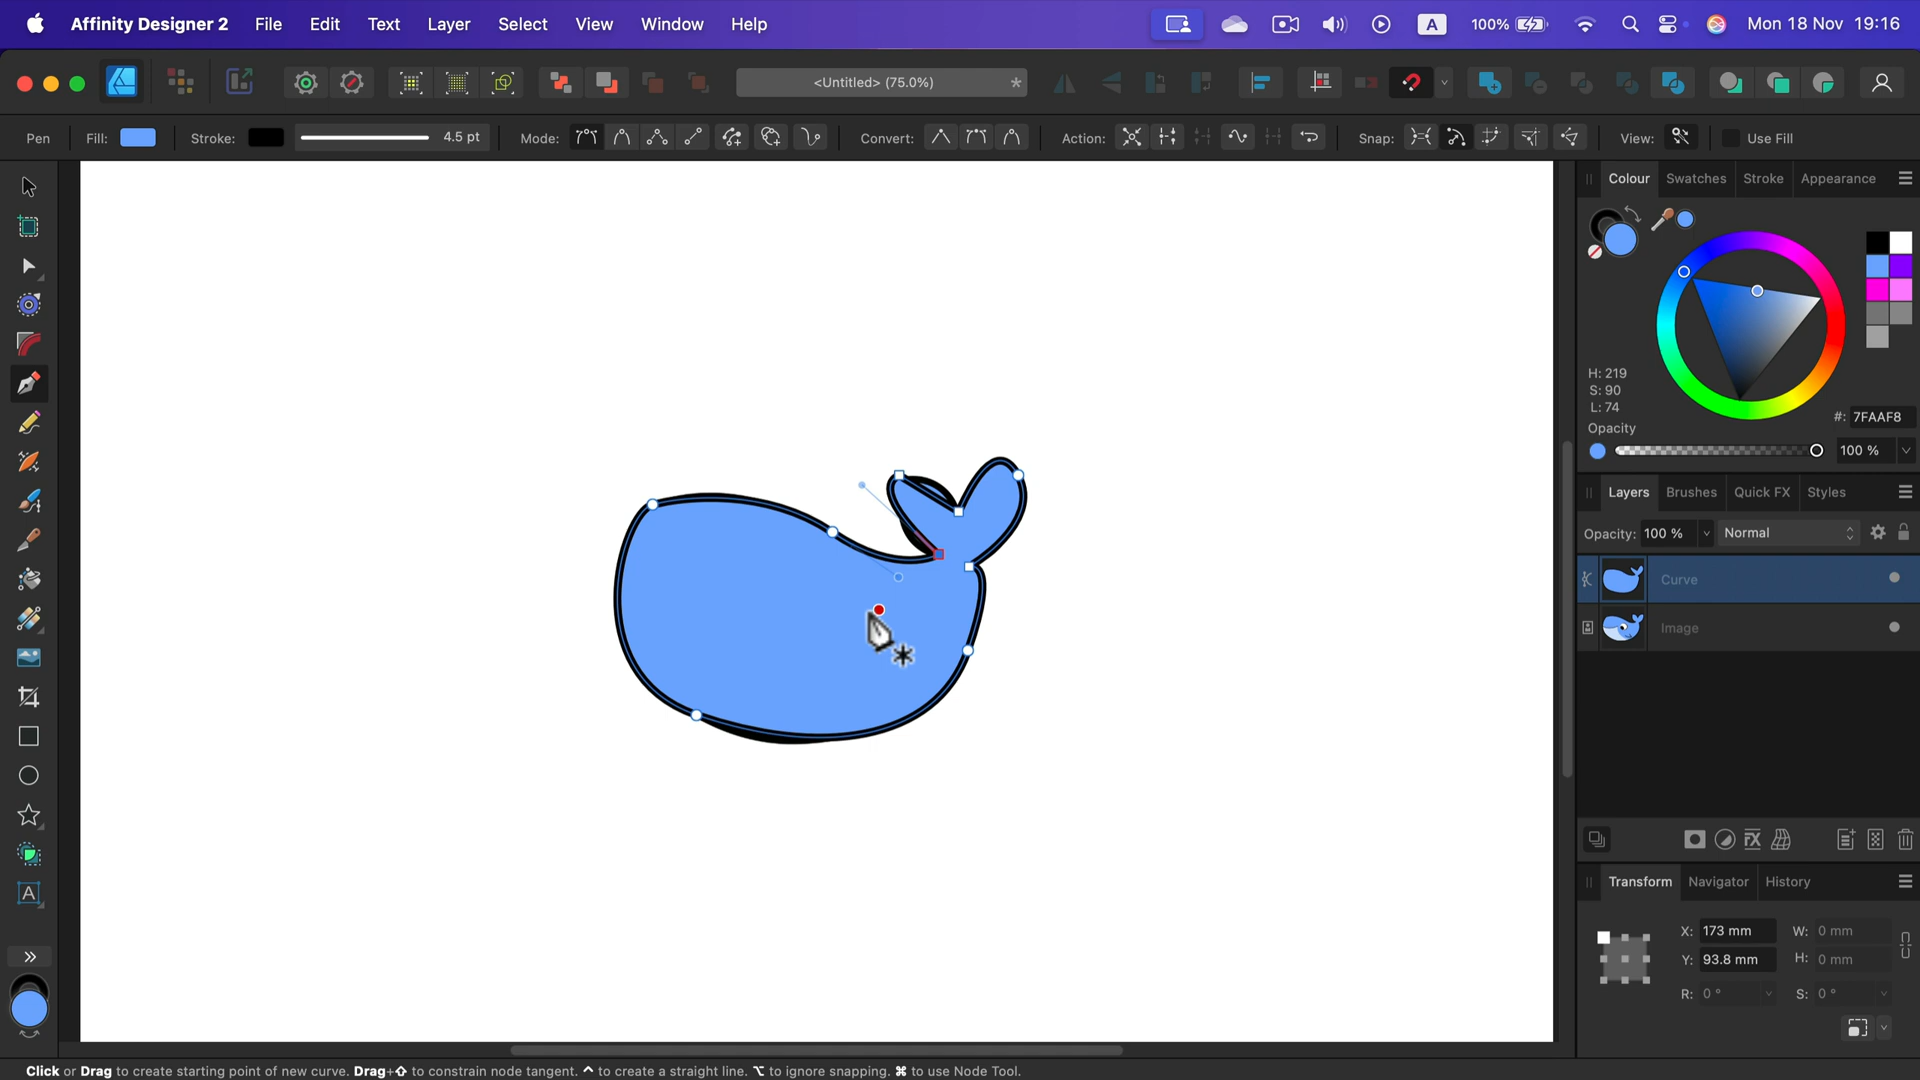 Affinity Designer 2 File Edit Text Layer Select View Window Help A 100% Mon 18 Nov 19:16
<Untitled> (75.0%) *
Pen Fill: Stroke: 4.5 pt Mode: Convert: Action: Snap: View: Use Fill
Colour Swatches Stroke Appearance
H: 219
S: 90
L: 74
#: 7FAAF8
Opacity
100 %
Layers Brushes Quick FX Styles
Opacity: 100 % Normal
Curve
Image
FX
Transform Navigator History
X: 173 mm W: 0 mm
Y: 93.8 mm H: 0 mm
R: 0 ° S: 0 °
A
Click or Drag to create starting point of new curve. Drag+⇧ to constrain node tangent. ⌃ to create a straight line. ⌥ to ignore snapping. ⌘ to use Node Tool.